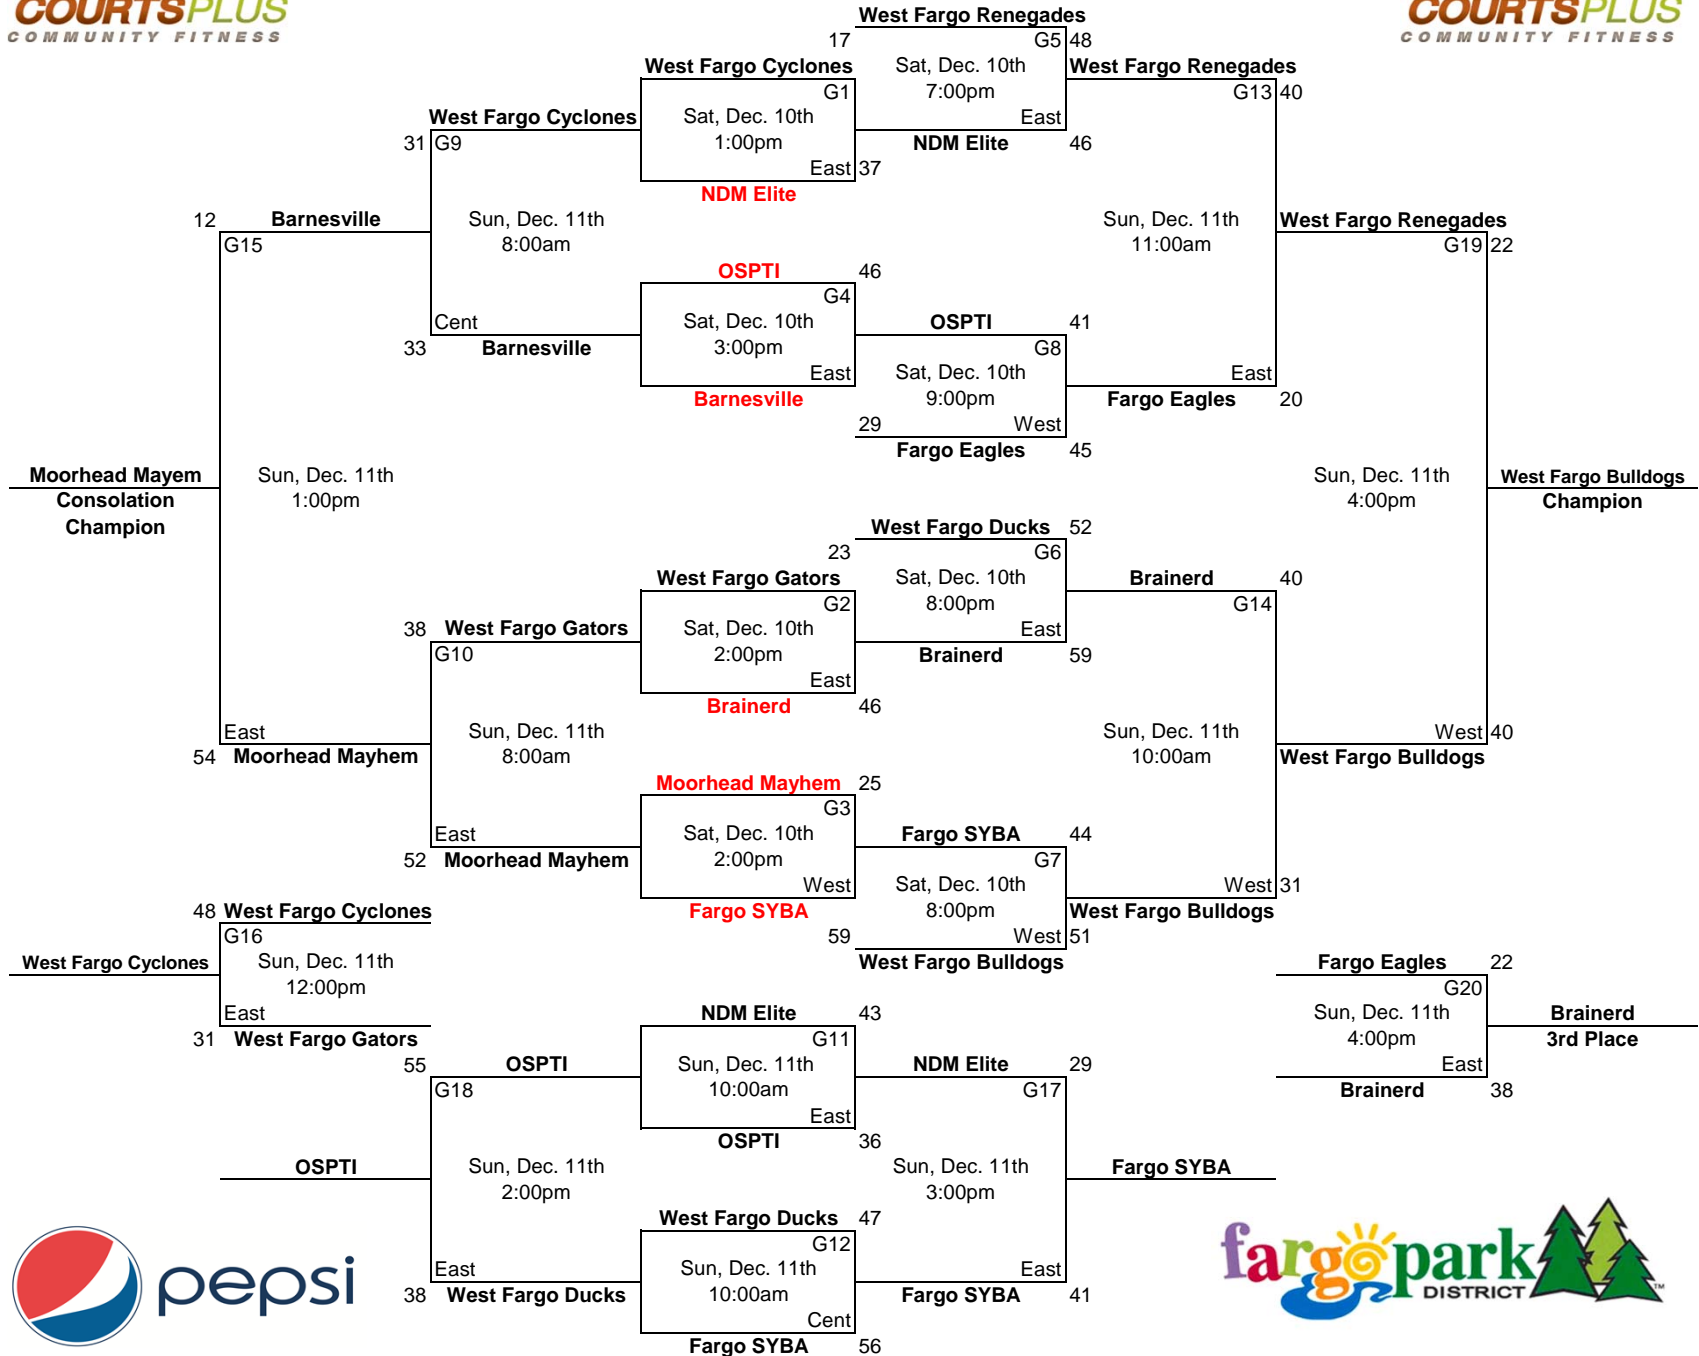 COURTSPLUS
COMMUNITY FITNESS
COURTSPLUS
COMMUNITY FITNESS
West Fargo Renegades
17
G5 48
West Fargo Cyclones
Sat, Dec. 10th
West Fargo Renegades
G1
7:00pm
G13 40
West Fargo Cyclones
Sat, Dec. 10th
East
31 G9
1:00pm
NDM Elite 46
East 37
NDM Elite
12 Barnesville
Sun, Dec. 11th
Sun, Dec. 11th
West Fargo Renegades
G15
8:00am
11:00am
G19 22
OSPTI 46
G4
Cent
Sat, Dec. 10th
OSPTI 41
33 Barnesville
3:00pm
G8
East
Sat, Dec. 10th
East
Barnesville
9:00pm
Fargo Eagles 20
29 West
Fargo Eagles 45
Moorhead Mayem
Sun, Dec. 11th
Sun, Dec. 11th
West Fargo Bulldogs
Consolation
1:00pm
4:00pm
Champion
Champion
West Fargo Ducks 52
23
G6
West Fargo Gators
Sat, Dec. 10th
Brainerd 40
G2
8:00pm
G14
38 West Fargo Gators
Sat, Dec. 10th
East
G10
2:00pm
Brainerd 59
East
Brainerd 46
East
Sun, Dec. 11th
Sun, Dec. 11th
West 40
54 Moorhead Mayhem
8:00am
10:00am
West Fargo Bulldogs
Moorhead Mayhem 25
G3
East
Sat, Dec. 10th
Fargo SYBA 44
52 Moorhead Mayhem
2:00pm
G7
West
Sat, Dec. 10th
West 31
48 West Fargo Cyclones
Fargo SYBA
8:00pm
West Fargo Bulldogs
G16
59
West 51
West Fargo Cyclones
Sun, Dec. 11th
West Fargo Bulldogs
Fargo Eagles 22
12:00pm
G20
East
NDM Elite 43
Sun, Dec. 11th
Brainerd
31 West Fargo Gators
G11
4:00pm
3rd Place
55 OSPTI
Sun, Dec. 11th
NDM Elite 29
East
G18
10:00am
G17
Brainerd 38
East
OSPTI 36
OSPTI
Sun, Dec. 11th
Sun, Dec. 11th
Fargo SYBA
2:00pm
3:00pm
West Fargo Ducks 47
G12
East
Sun, Dec. 11th
East
38 West Fargo Ducks
10:00am
Fargo SYBA 41
Cent
Fargo SYBA 56
pepsi
fargo park
DISTRICT
TM